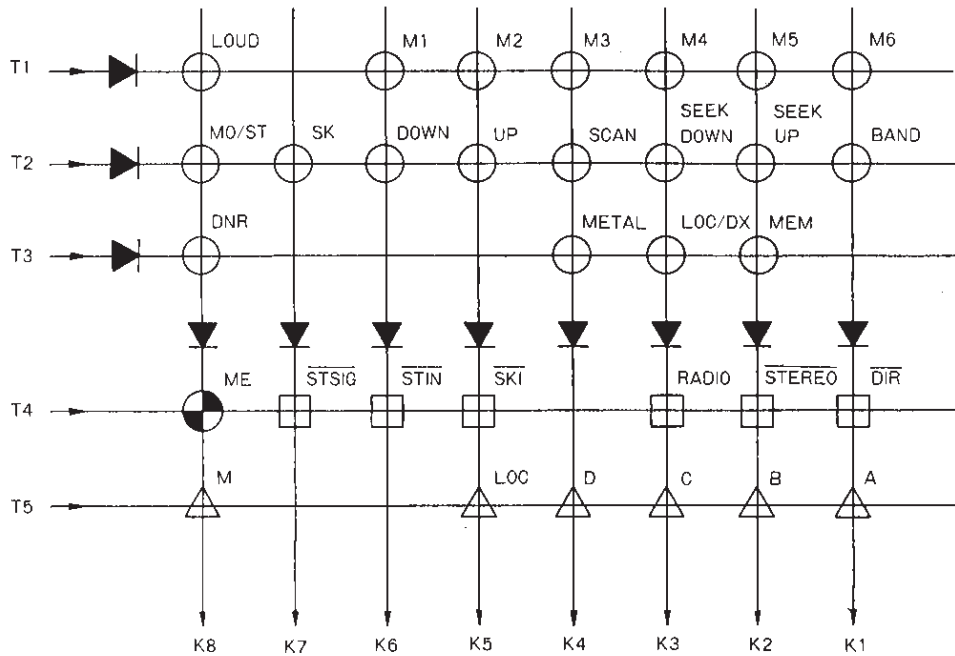 LOUD M1 M2 M3 M4 M5 M6
T1
MO/ST SK DOWN UP SCAN SEEK DOWN SEEK UP BAND
T2
DNR METAL LOC/DX MEM
T3
ME STSIG STIN SKI RADIO STEREO DIR
T4
M LOC D C B A
T5
K8 K7 K6 K5 K4 K3 K2 K1